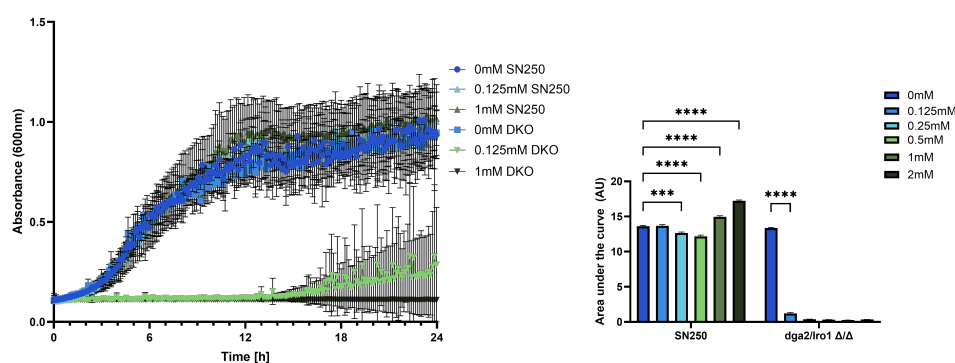 1.5
1.0
0.5
0.0
Absorbance (600nm)
0
6
12
18
24
Time [h]
0mM SN250
0.125mM SN250
1mM SN250
0mM DKO
0.125mM DKO
1mM DKO
20
15
10
5
0
Area under the curve (AU)
****
****
****
***
****
SN250
dga2/lro1 Δ/Δ
0mM
0.125mM
0.25mM
0.5mM
1mM
2mM